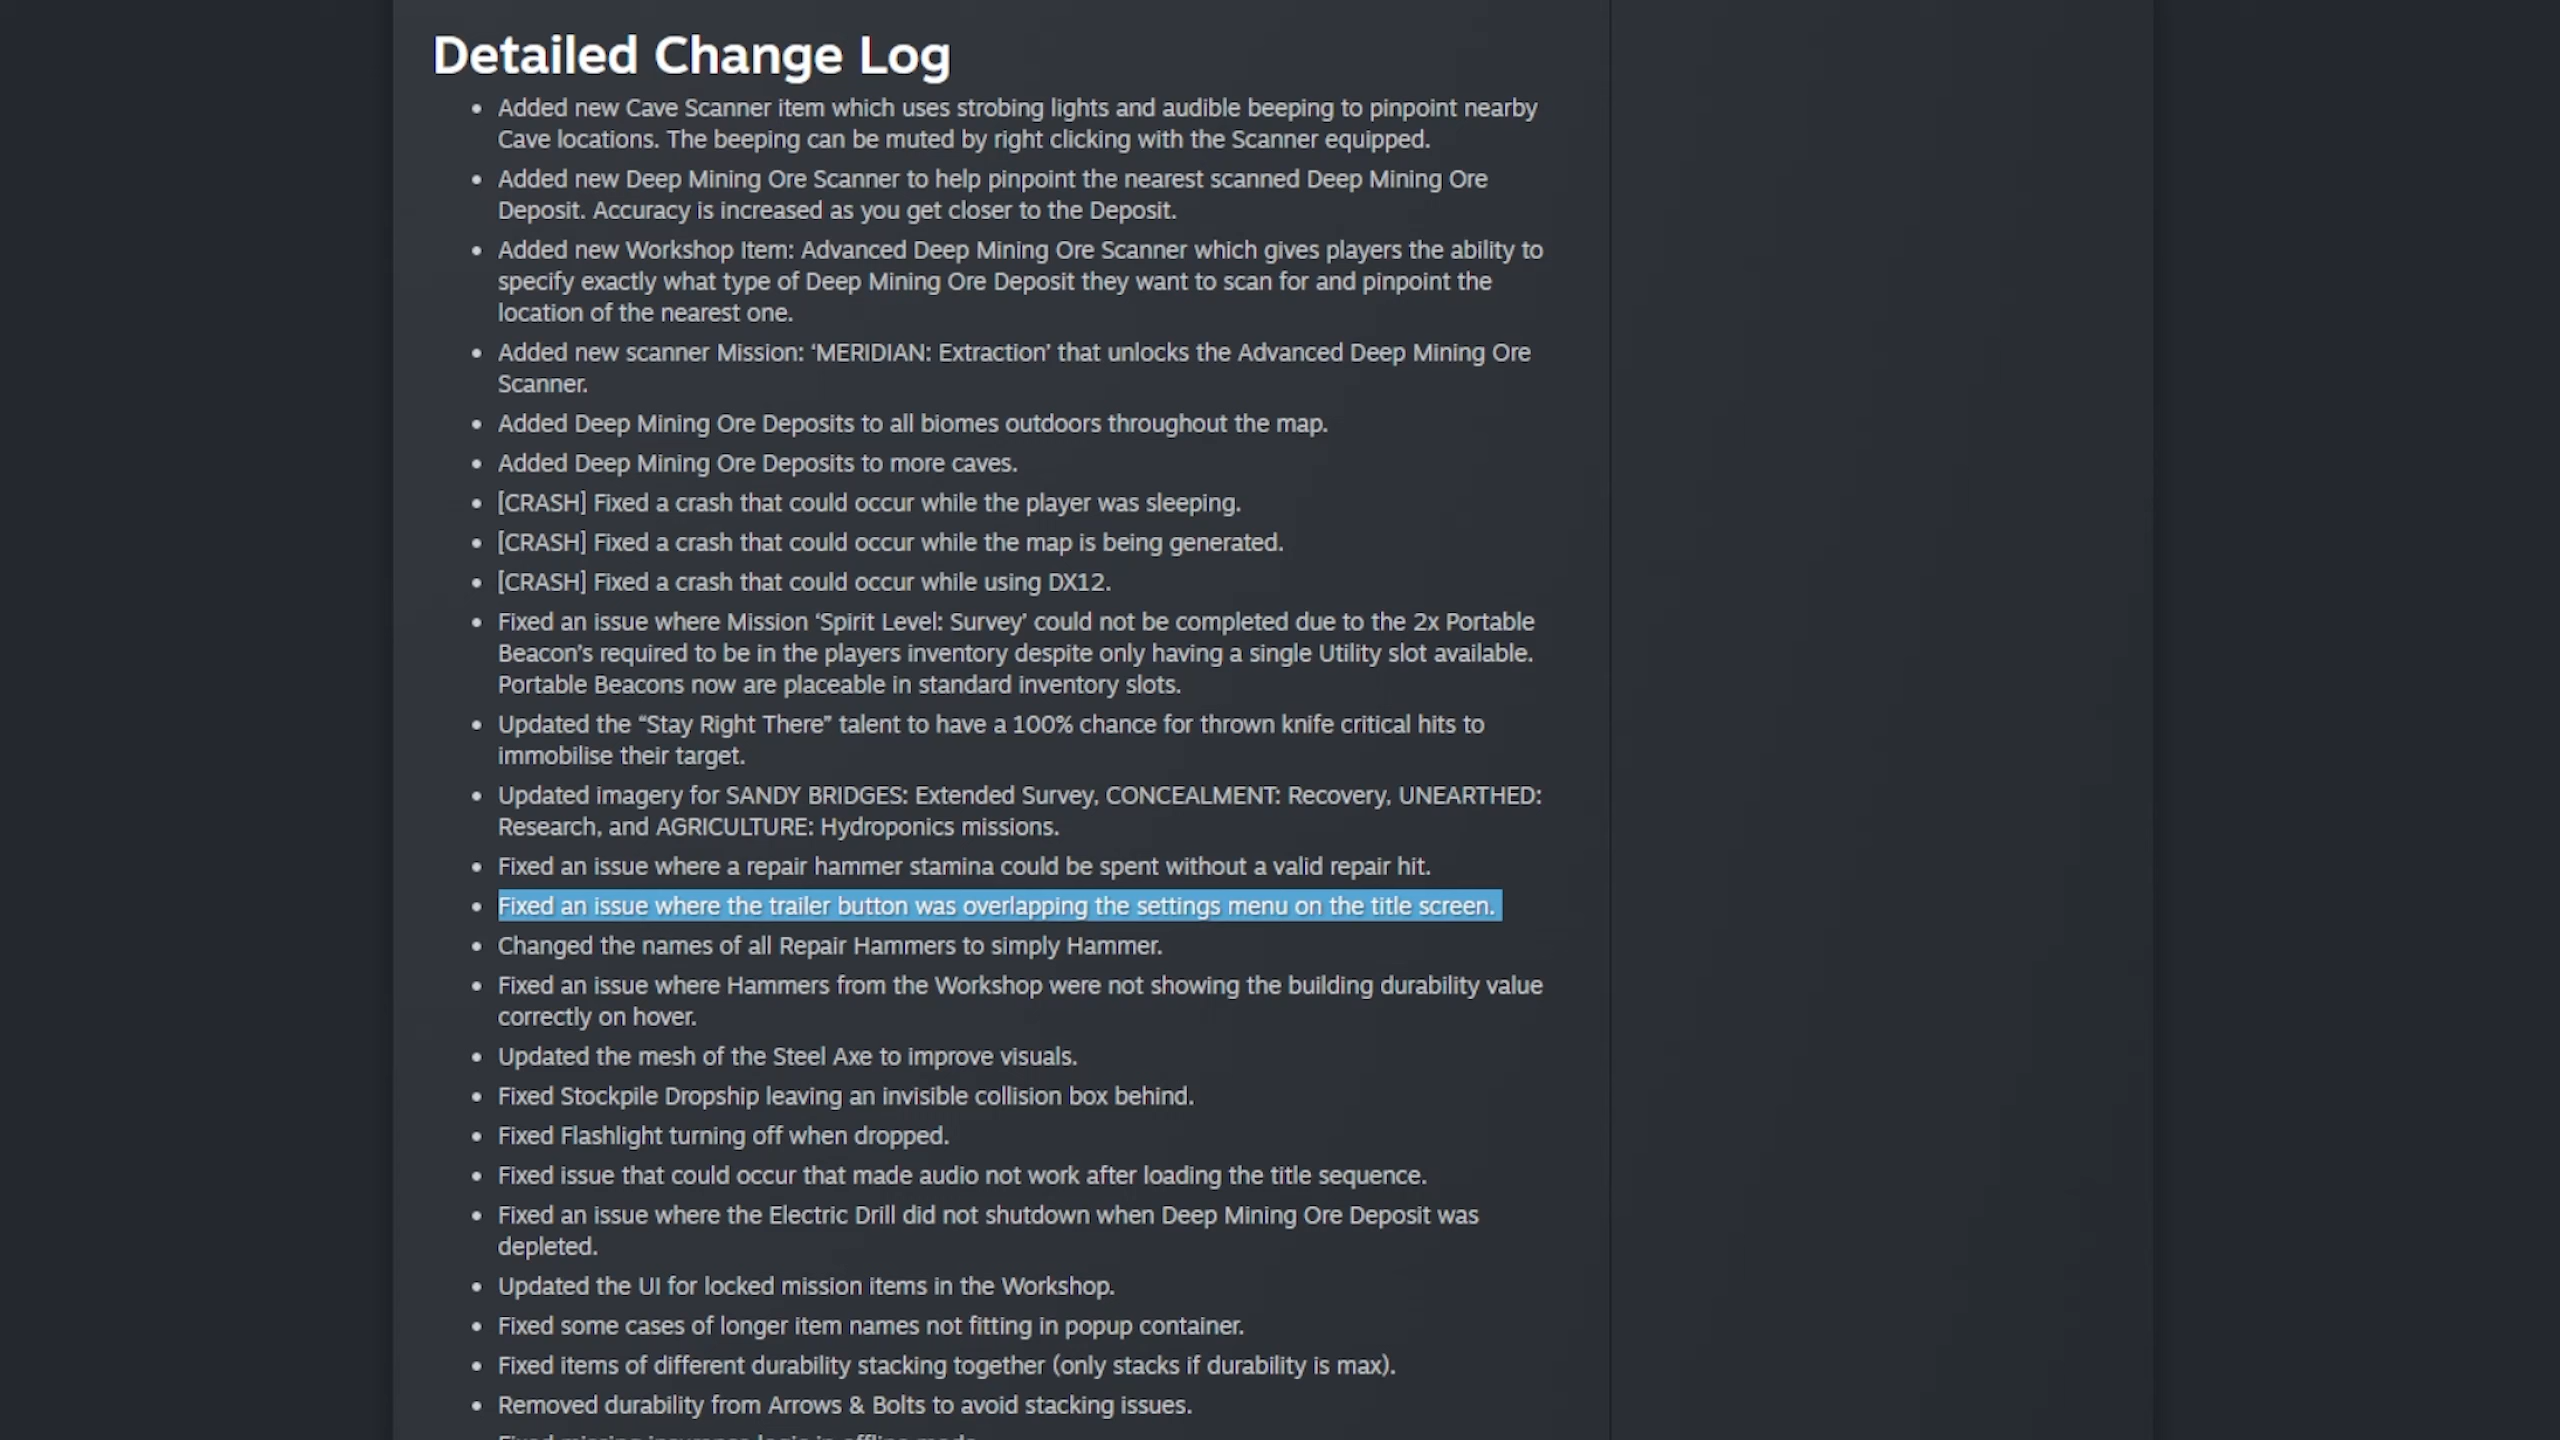 Detailed Change Log
• Added new Cave Scanner item which uses strobing lights and audible beeping to pinpoint nearby
Cave locations. The beeping can be muted by right clicking with the Scanner equipped.
• Added new Deep Mining Ore Scanner to help pinpoint the nearest scanned Deep Mining Ore
Deposit. Accuracy is increased as you get closer to the Deposit.
• Added new Workshop Item: Advanced Deep Mining Ore Scanner which gives players the ability to
specify exactly what type of Deep Mining Ore Deposit they want to scan for and pinpoint the
location of the nearest one.
• Added new scanner Mission: ‘MERIDIAN: Extraction’ that unlocks the Advanced Deep Mining Ore
Scanner.
• Added Deep Mining Ore Deposits to all biomes outdoors throughout the map.
• Added Deep Mining Ore Deposits to more caves.
• [CRASH] Fixed a crash that could occur while the player was sleeping.
• [CRASH] Fixed a crash that could occur while the map is being generated.
• [CRASH] Fixed a crash that could occur while using DX12.
• Fixed an issue where Mission ‘Spirit Level: Survey’ could not be completed due to the 2x Portable
Beacon’s required to be in the players inventory despite only having a single Utility slot available.
Portable Beacons now are placeable in standard inventory slots.
• Updated the “Stay Right There” talent to have a 100% chance for thrown knife critical hits to
immobilise their target.
• Updated imagery for SANDY BRIDGES: Extended Survey, CONCEALMENT: Recovery, UNEARTHED:
Research, and AGRICULTURE: Hydroponics missions.
• Fixed an issue where a repair hammer stamina could be spent without a valid repair hit.
• Fixed an issue where the trailer button was overlapping the settings menu on the title screen.
• Changed the names of all Repair Hammers to simply Hammer.
• Fixed an issue where Hammers from the Workshop were not showing the building durability value
correctly on hover.
• Updated the mesh of the Steel Axe to improve visuals.
• Fixed Stockpile Dropship leaving an invisible collision box behind.
• Fixed Flashlight turning off when dropped.
• Fixed issue that could occur that made audio not work after loading the title sequence.
• Fixed an issue where the Electric Drill did not shutdown when Deep Mining Ore Deposit was
depleted.
• Updated the UI for locked mission items in the Workshop.
• Fixed some cases of longer item names not fitting in popup container.
• Fixed items of different durability stacking together (only stacks if durability is max).
• Removed durability from Arrows & Bolts to avoid stacking issues.